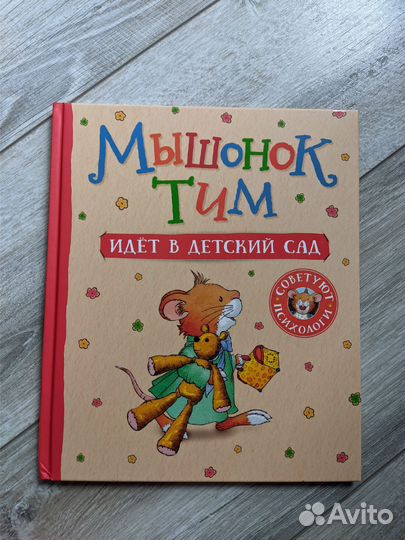 Мышонок
Тим
ИДЁТ В ДЕТСКИЙ САД
СОВЕТУЮТ
ПСИХОЛОГИ
Avito